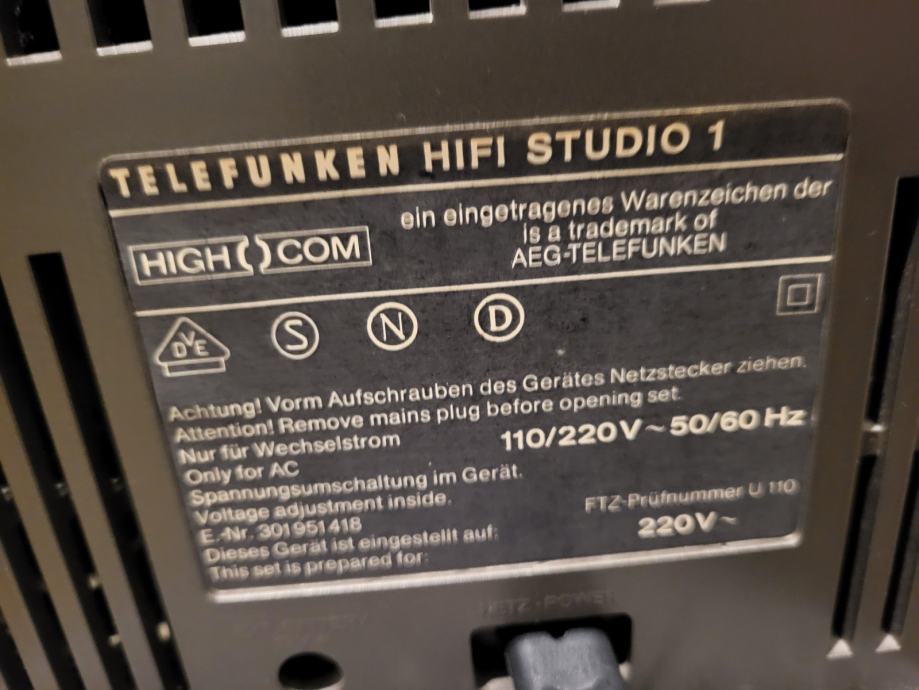 TELEFUNKEN HIFI STUDIO 1
ein eingetragenes Warenzeichen der
is a trademark of
HIGH COM
AEG-TELEFUNKEN
DVE
S N D
Achtung! Vorm Aufschrauben des Gerätes Netzstecker ziehen.
Attention! Remove mains plug before opening set.
Nur für Wechselstrom
110/220V~50/60Hz
Only for AC
Spannungsumschaltung im Gerät.
Voltage adjustment inside.
FTZ-Prüfnummer U 110
E.-Nr. 301951418
220V~
Dieses Gerät ist eingestellt auf:
This set is prepared for:
NETZ-POWER